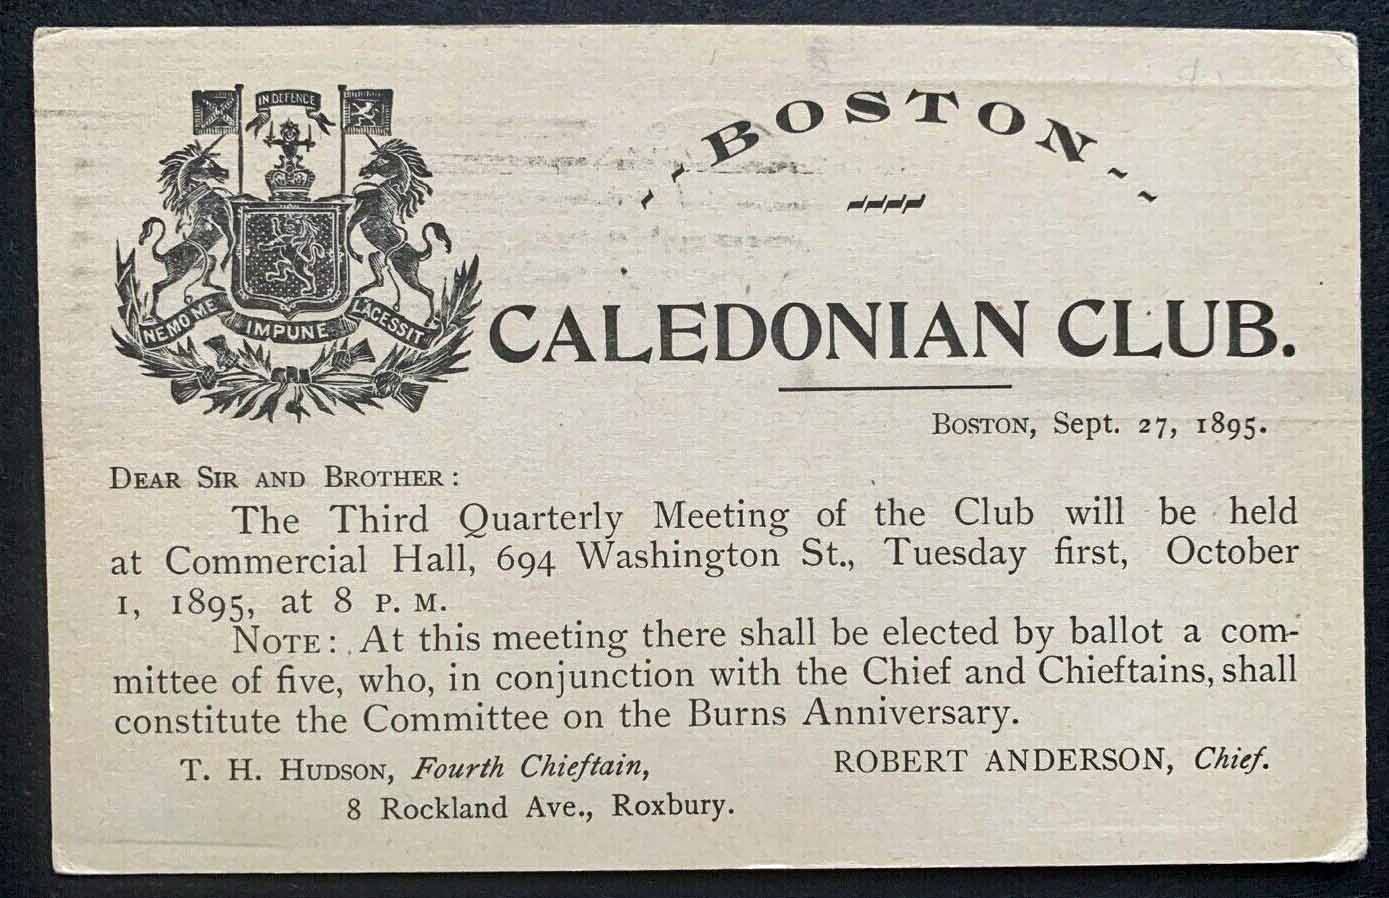 IN DEFENCE
NEMO ME IMPUNE LACESSIT
BOSTON
CALEDONIAN CLUB.
BOSTON, Sept. 27, 1895.
DEAR SIR AND BROTHER:
The Third Quarterly Meeting of the Club will be held
at Commercial Hall, 694 Washington St., Tuesday first, October
1, 1895, at 8 P. M.
NOTE: At this meeting there shall be elected by ballot a com-
mittee of five, who, in conjunction with the Chief and Chieftains, shall
constitute the Committee on the Burns Anniversary.
T. H. HUDSON, Fourth Chieftain,
8 Rockland Ave., Roxbury.
ROBERT ANDERSON, Chief.